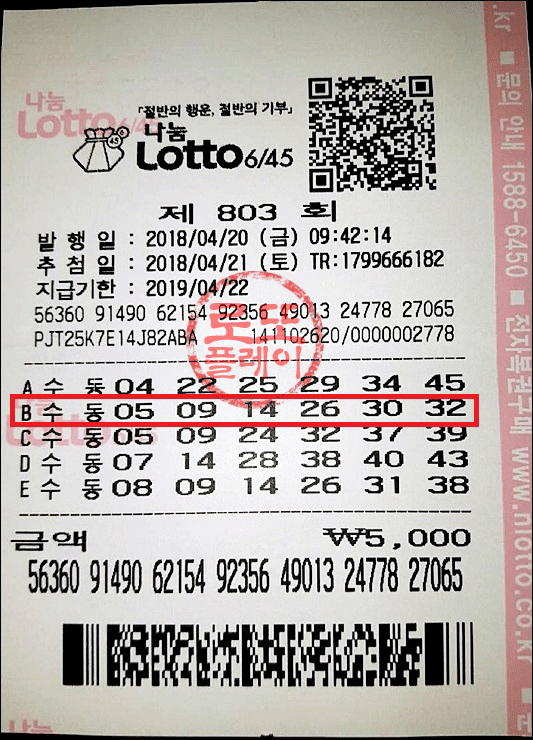 「절반의 행운, 절반의 기부」
나눔
Lotto 6/45
제 803 회
발 행 일 : 2018/04/20 (금) 09:42:14
추 첨 일 : 2018/04/21 (토) TR:1799666182
지급기한 : 2019/04/22
56360 91490 62154 92356 49013 24778 27065
PJT25K7E14J82ABA 141102620/0000002778
로또
플레이
A 수 동 04 22 25 29 34 45
B 수 동 05 09 14 26 30 32
C 수 동 05 09 24 32 37 39
D 수 동 07 14 28 38 40 43
E 수 동 08 09 14 26 31 38
금액 ₩5,000
56360 91490 62154 92356 49013 24778 27065
나눔
Lotto 6/45
Lotto
.kr ■ 문의 안내 1588-6450 ■ 전자복권구매 www.nlotto.co.kr ■